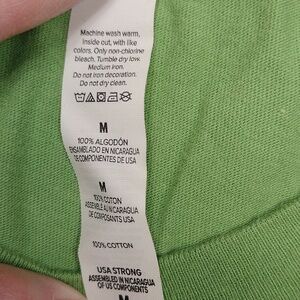 Machine wash warm,
inside out, with like
colors. Only non-chlorine
bleach. Tumble dry low.
Medium iron.
Do not iron decoration.
Do not dry clean.
M
100% ALGODÓN
ENSAMBLADO EN NICARAGUA
DE COMPONENTES DE USA
M
100% COTON
ASSEMBLÉ AU NICARAGUA
DE COMPOSANTS USA
100% COTTON
USA STRONG
ASSEMBLED IN NICARAGUA
OF US COMPONENTS
M